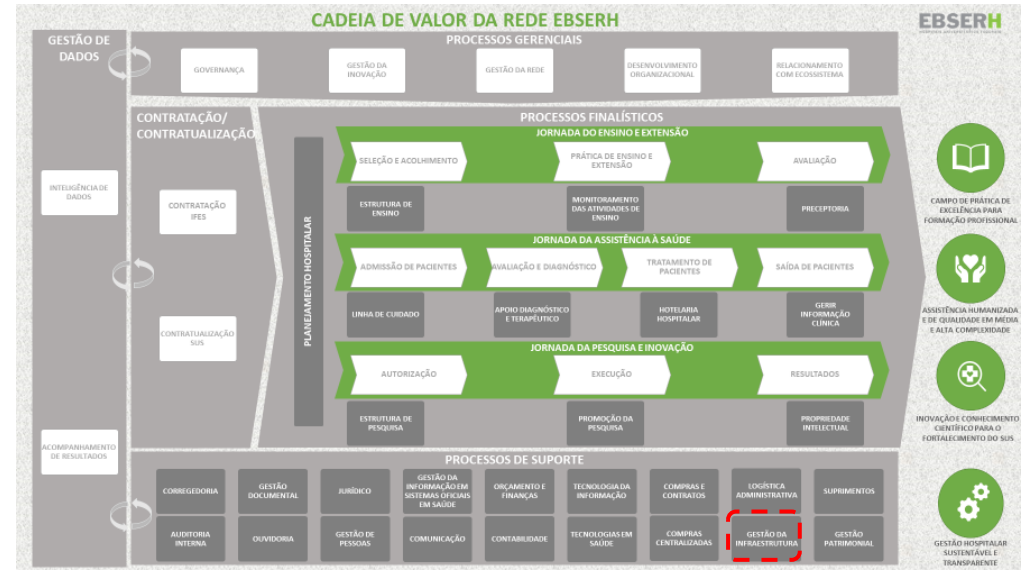 CADEIA DE VALOR DA REDE EBSERH
EBSERH
GESTÃO DE
DADOS
PROCESSOS GERENCIAIS
GOVERNANÇA
GESTÃO DA
INOVAÇÃO
GESTÃO DA REDE
DESENVOLVIMENTO
ORGANIZACIONAL
RELACIONAMENTO
COM ECOSSISTEMA
INTELIGÊNCIA DE
DADOS
ACOMPANHAMENTO
DE RESULTADOS
CONTRATAÇÃO/
CONTRATUALIZAÇÃO
CONTRATAÇÃO
IFES
CONTRATUALIZAÇÃO
SUS
PROCESSOS FINALÍSTICOS
PLANEJAMENTO HOSPITALAR
JORNADA DO ENSINO E EXTENSÃO
SELEÇÃO E ACOLHIMENTO
PRÁTICA DE ENSINO E
EXTENSÃO
AVALIAÇÃO
ESTRUTURA DE
ENSINO
MONITORAMENTO
DAS ATIVIDADES DE
ENSINO
PRECEPTORIA
JORNADA DA ASSISTÊNCIA À SAÚDE
ADMISSÃO DE PACIENTES
AVALIAÇÃO E DIAGNÓSTICO
TRATAMENTO DE
PACIENTES
SAÍDA DE PACIENTES
LINHA DE CUIDADO
APOIO DIAGNÓSTICO
E TERAPÊUTICO
HOTELARIA
HOSPITALAR
GERIR
INFORMAÇÃO
CLÍNICA
JORNADA DA PESQUISA E INOVAÇÃO
AUTORIZAÇÃO
EXECUÇÃO
RESULTADOS
ESTRUTURA DE
PESQUISA
PROMOÇÃO DA
PESQUISA
PROPRIEDADE
INTELECTUAL
PROCESSOS DE SUPORTE
CORREGEDORIA
GESTÃO
DOCUMENTAL
JURÍDICO
GESTÃO DA
INFORMAÇÃO EM
SISTEMAS OFICIAIS
EM SAÚDE
ORÇAMENTO E
FINANÇAS
TECNOLOGIA DA
INFORMAÇÃO
COMPRAS E
CONTRATOS
LOGÍSTICA
ADMINISTRATIVA
SUPRIMENTOS
AUDITORIA
INTERNA
OUVIDORIA
GESTÃO DE
PESSOAS
COMUNICAÇÃO
CONTABILIDADE
TECNOLOGIAS EM
SAÚDE
COMPRAS
CENTRALIZADAS
GESTÃO DA
INFRAESTRUTURA
GESTÃO
PATRIMONIAL
CAMPO DE PRÁTICA DE
EXCELÊNCIA PARA
FORMAÇÃO PROFISSIONAL
ASSISTÊNCIA HUMANIZADA
E DE QUALIDADE EM MÉDIA
E ALTA COMPLEXIDADE
INOVAÇÃO E CONHECIMENTO
CIENTÍFICO PARA O
FORTALECIMENTO DO SUS
GESTÃO HOSPITALAR
SUSTENTÁVEL E
TRANSPARENTE